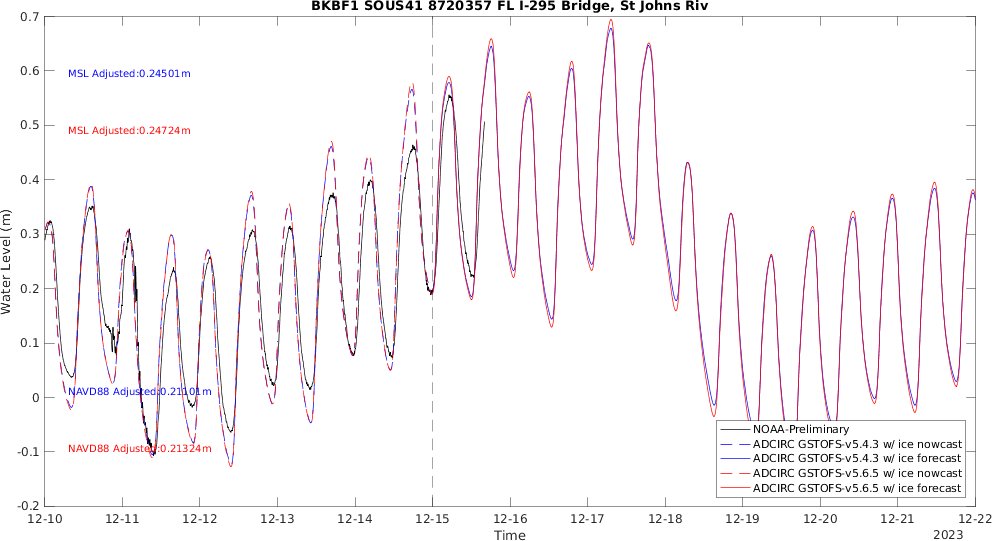 BKBF1 SOUS41 8720357 FL I-295 Bridge, St Johns Riv
0.7
0.6
0.5
0.4
0.3
0.2
0.1
0
-0.1
-0.2
Water Level (m)
MSL Adjusted:0.24501m
MSL Adjusted:0.24724m
NAVD88 Adjusted:0.21101m
NAVD88 Adjusted:0.21324m
NOAA-Preliminary
ADCIRC GSTOFS-v5.4.3 w/ ice nowcast
ADCIRC GSTOFS-v5.4.3 w/ ice forecast
ADCIRC GSTOFS-v5.6.5 w/ ice nowcast
ADCIRC GSTOFS-v5.6.5 w/ ice forecast
12-10 12-11 12-12 12-13 12-14 12-15 12-16 12-17 12-18 12-19 12-20 12-21 12-22
Time
2023